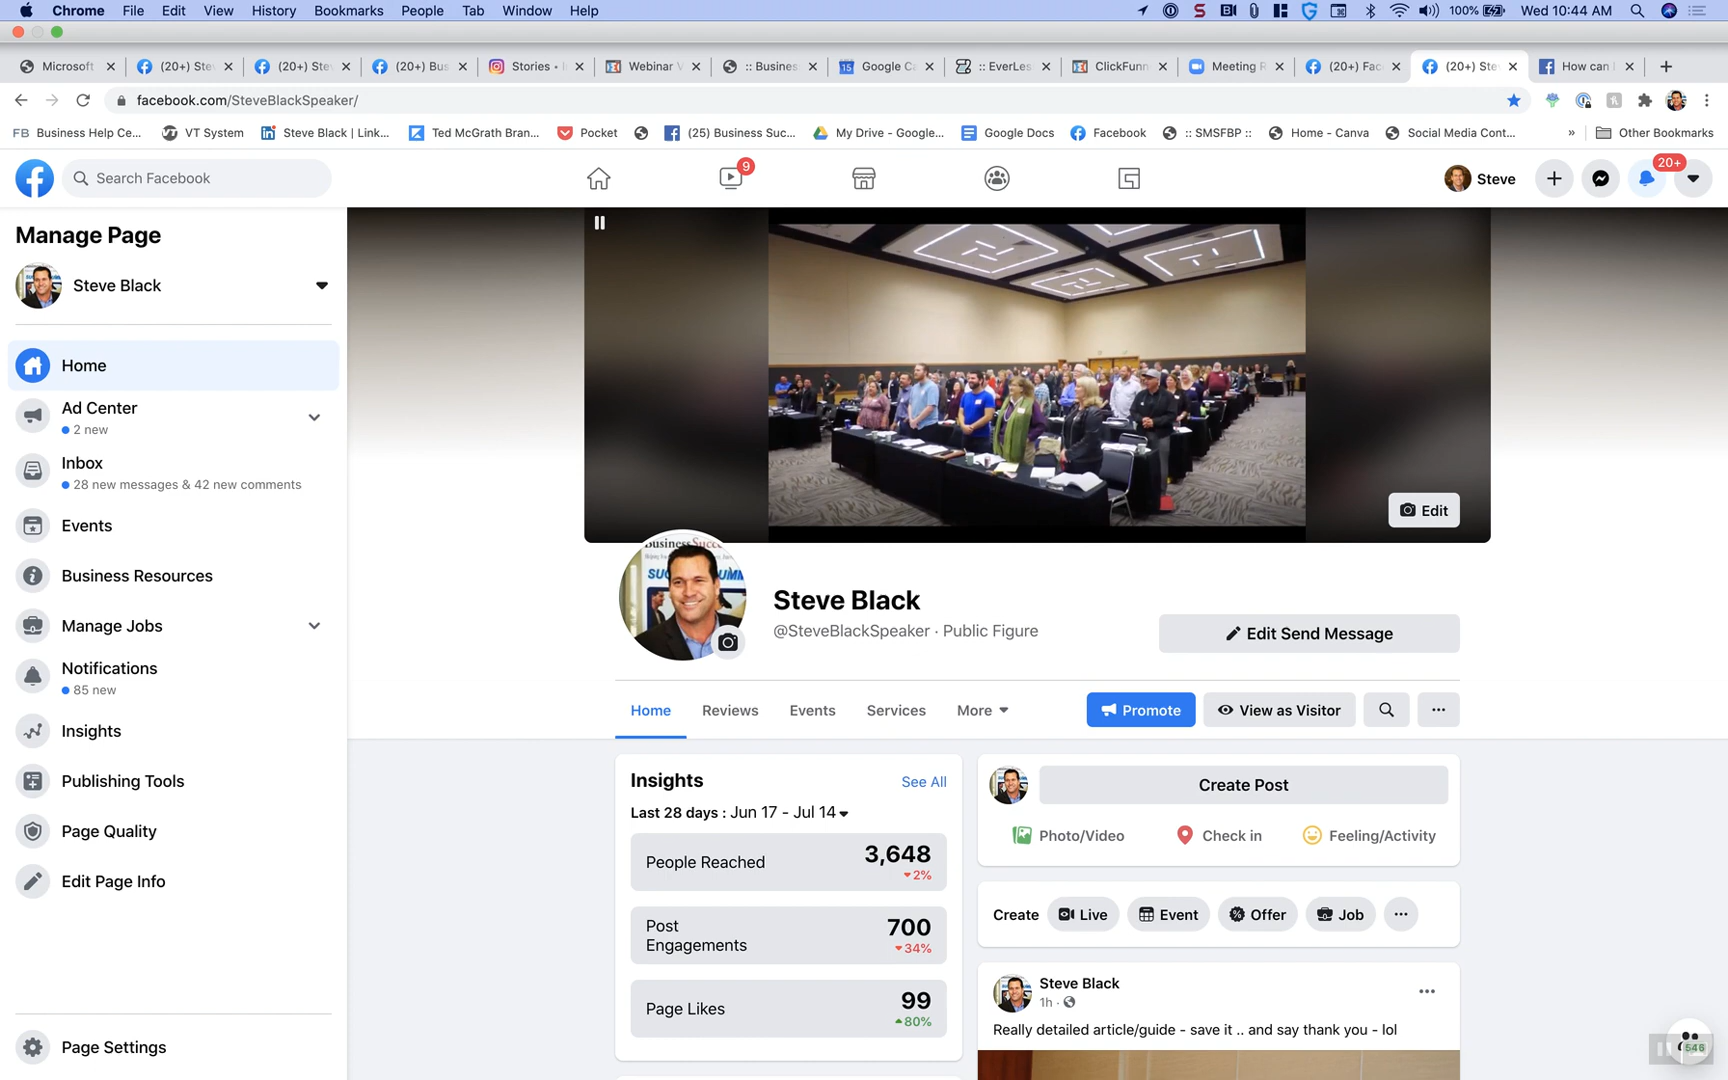 Chrome File Edit View History Bookmarks People Tab Window Help 100% Wed 10:44 AM
Microsoft (20+) Ste (20+) Ste (20+) Bus Stories • I Webinar V :: Busines Google Ca :: EverLes ClickFunn Meeting R (20+) Fac (20+) Ste How can
facebook.com/SteveBlackSpeaker/
FB Business Help Ce... VT System Steve Black | Link... Ted McGrath Bran... Pocket (25) Business Suc... My Drive - Google... Google Docs Facebook :: SMSFBP :: Home - Canva Social Media Cont... » Other Bookmarks
Search Facebook 9 Steve 20+
Manage Page
Steve Black
Home
Ad Center
2 new
Inbox
28 new messages & 42 new comments
Events
Business Resources
Manage Jobs
Notifications
85 new
Insights
Publishing Tools
Page Quality
Edit Page Info
Page Settings
Edit
Steve Black
@SteveBlackSpeaker · Public Figure
Edit Send Message
Home Reviews Events Services More Promote View as Visitor
Insights See All
Last 28 days : Jun 17 - Jul 14
People Reached 3,648
2%
Post Engagements 700
34%
Page Likes 99
80%
Create Post
Photo/Video Check in Feeling/Activity
Create Live Event Offer Job
Steve Black
1h ·
Really detailed article/guide - save it .. and say thank you - lol
546